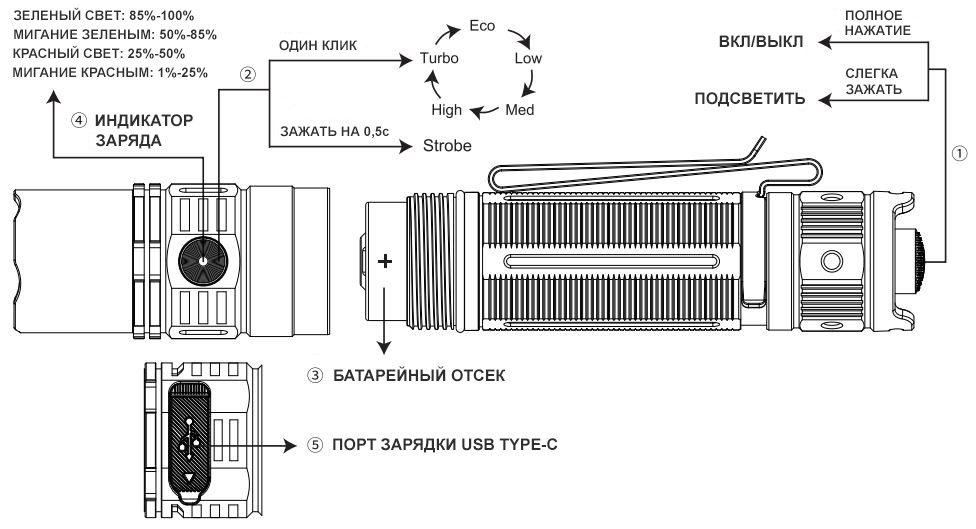 ЗЕЛЕНЫЙ СВЕТ: 85%-100%
МИГАНИЕ ЗЕЛЕНЫМ: 50%-85%
КРАСНЫЙ СВЕТ: 25%-50%
МИГАНИЕ КРАСНЫМ: 1%-25%
④ ИНДИКАТОР
ЗАРЯДА
②
ОДИН КЛИК
ЗАЖАТЬ НА 0,5с
Eco
Low
Med
High
Turbo
Strobe
ПОЛНОЕ
НАЖАТИЕ
ВКЛ/ВЫКЛ
СЛЕГКА
ЗАЖАТЬ
ПОДСВЕТИТЬ
①
+
③ БАТАРЕЙНЫЙ ОТСЕК
⑤ ПОРТ ЗАРЯДКИ USB TYPE-C